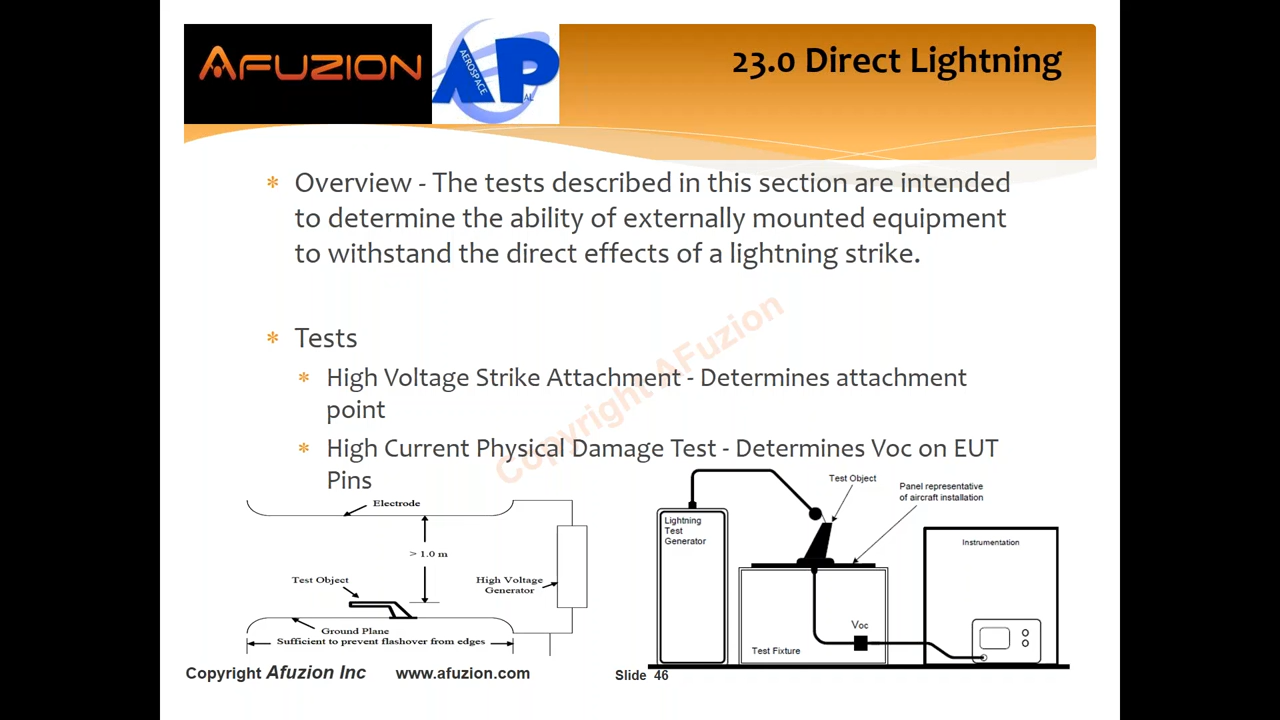 AFUZION
AEROSPACE
AP
AL
23.0 Direct Lightning
Overview - The tests described in this section are intended
to determine the ability of externally mounted equipment
to withstand the direct effects of a lightning strike.
Tests
High Voltage Strike Attachment - Determines attachment
point
High Current Physical Damage Test - Determines Voc on EUT
Pins
Copyright AFuzion
Electrode
> 1.0 m
Test Object
High Voltage
Generator
Ground Plane
Sufficient to prevent flashover from edges
Test Object
Panel representative
of aircraft installation
Lightning
Test
Generator
Instrumentation
Voc
Test Fixture
Copyright Afuzion Inc www.afuzion.com Slide 46